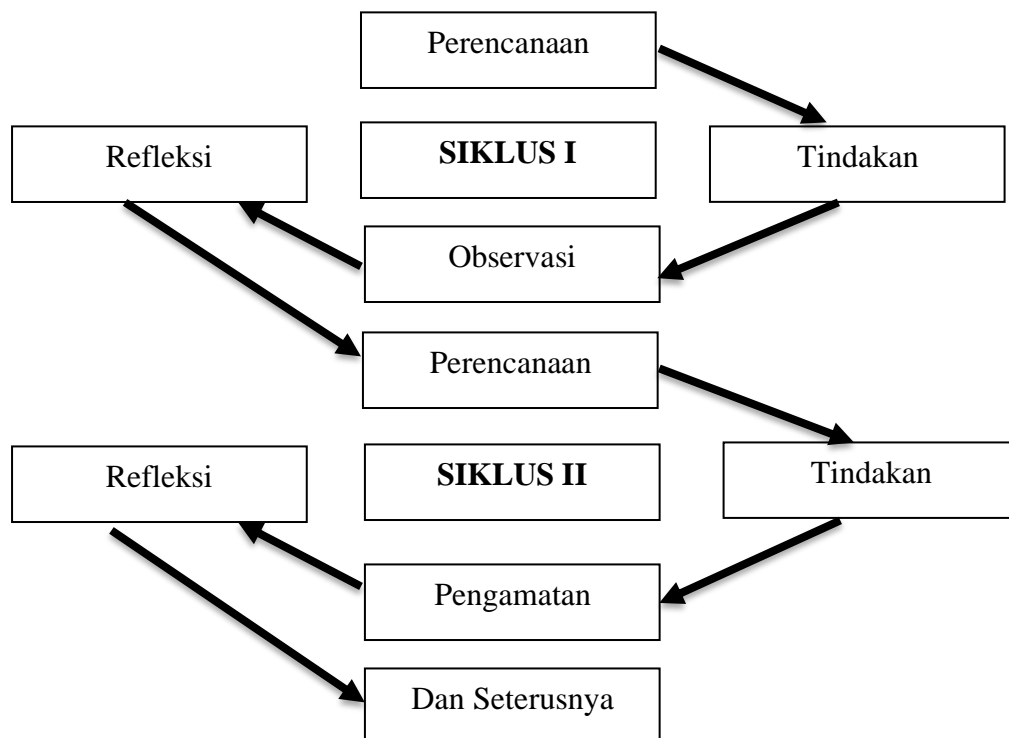 Perencanaan
Refleksi
SIKLUS I
Tindakan
Observasi
Perencanaan
Refleksi
SIKLUS II
Tindakan
Pengamatan
Dan Seterusnya